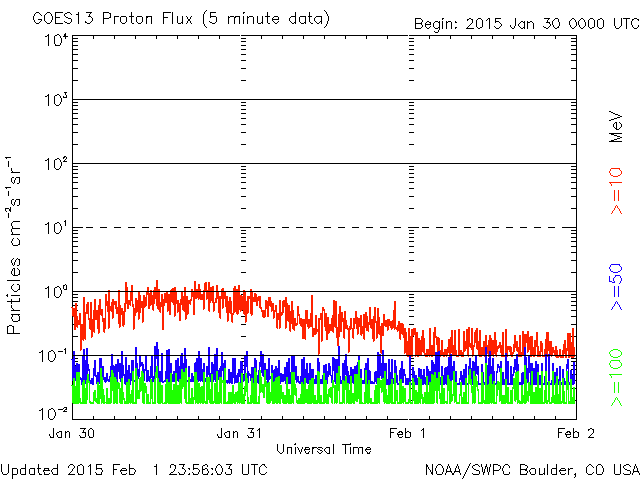 GOES13 Proton Flux (5 minute data)
Begin: 2015 Jan 30 0000 UTC
Particles cm⁻²s⁻¹sr⁻¹
10⁴
10³
10²
10¹
10⁰
10⁻¹
10⁻²
Jan 30
Jan 31
Feb 1
Feb 2
Universal Time
MeV
>=10
>=50
>=100
Updated 2015 Feb 1 23:56:03 UTC
NOAA/SWPC Boulder, CO USA